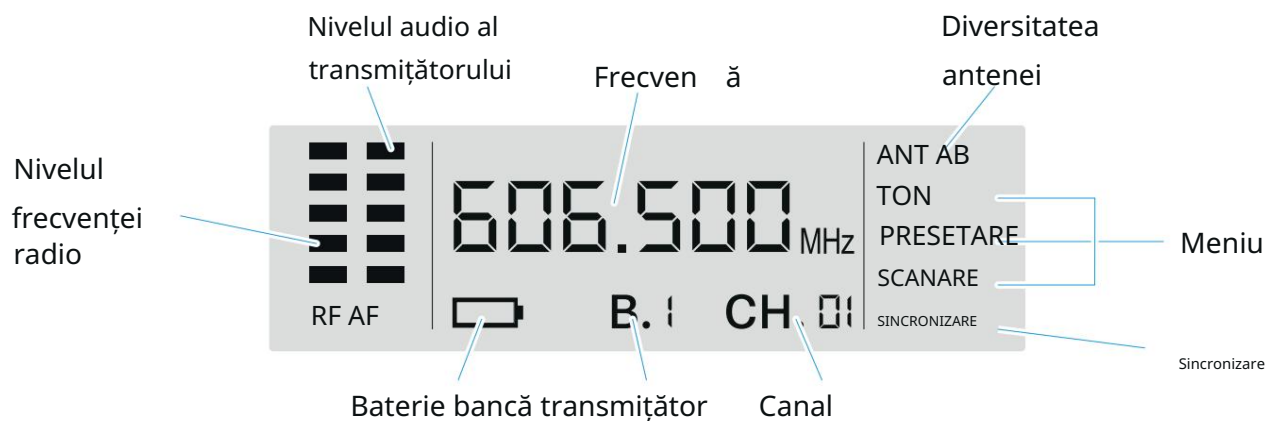 Nivelul audio al
transmițătorului
Frecven ă
Diversitatea
antenei
Nivelul
frecvenței
radio
606.500 MHz
RF AF
B.1
CH. 01
ANT AB
TON
PRESETARE
SCANARE
SINCRONIZARE
Meniu
Sincronizare
Baterie bancă transmițător
Canal